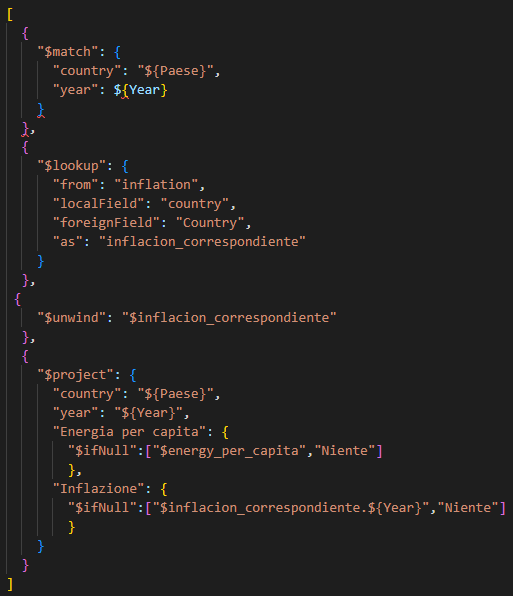 [
  {
    "$match": {
      "country": "${Paese}",
      "year": ${Year}
    }
  },
  {
    "$lookup": {
      "from": "inflation",
      "localField": "country",
      "foreignField": "Country",
      "as": "inflacion_correspondiente"
    }
  },
 {
    "$unwind": "$inflacion_correspondiente"
  },
  {
    "$project": {
      "country": "${Paese}",
      "year": "${Year}",
      "Energia per capita": {
        "$ifNull":["$energy_per_capita","Niente"]
        },
      "Inflazione": {
        "$ifNull":["$inflacion_correspondiente.${Year}","Niente"]
        }
    }
  }
]